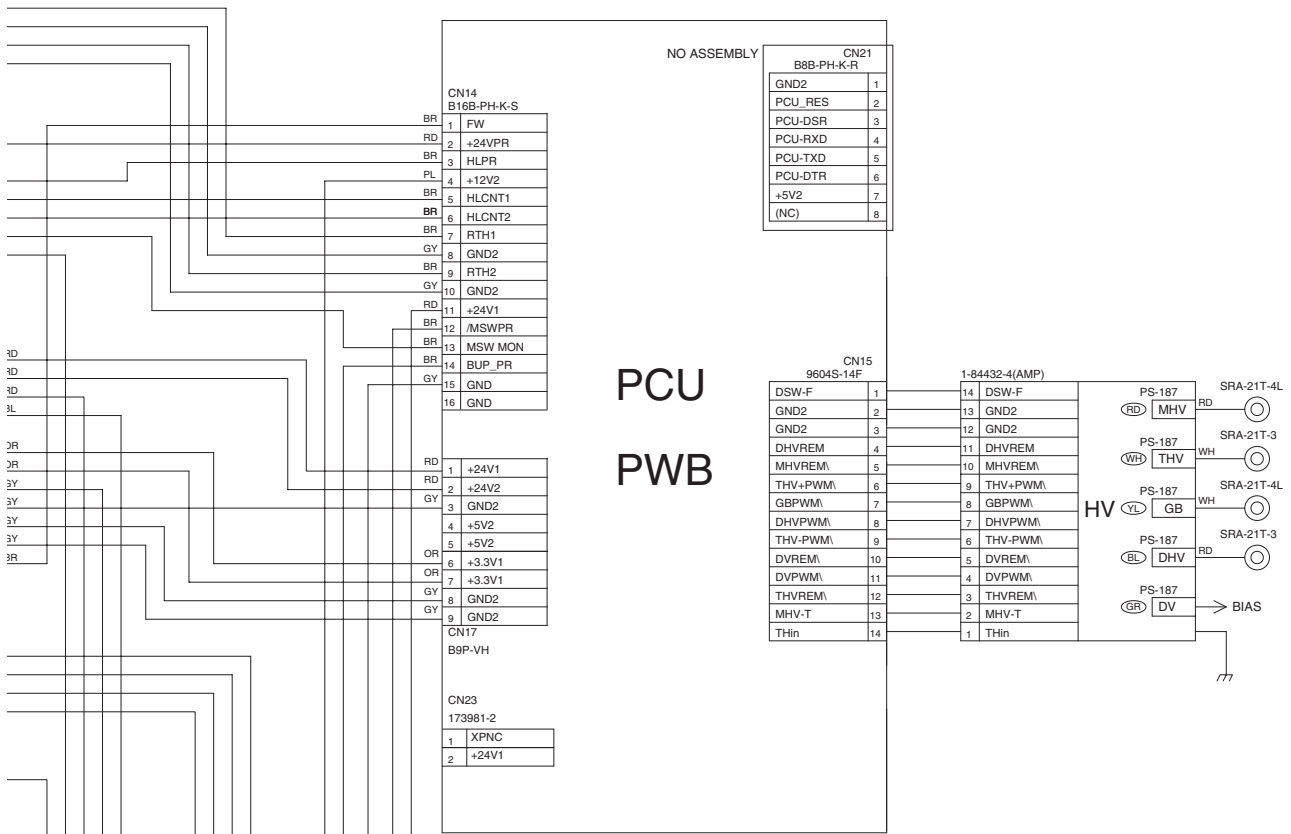 NO ASSEMBLY
CN21
B8B-PH-K-R
GND2 1
PCU_RES 2
PCU-DSR 3
PCU-RXD 4
PCU-TXD 5
PCU-DTR 6
+5V2 7
(NC) 8
CN14
B16B-PH-K-S
BR 1 FW
RD 2 +24VPR
BR 3 HLPR
PL 4 +12V2
BR 5 HLCNT1
BR 6 HLCNT2
BR 7 RTH1
GY 8 GND2
BR 9 RTH2
GY 10 GND2
RD 11 +24V1
BR 12 /MSWPR
BR 13 MSW MON
BR 14 BUP_PR
GY 15 GND
16 GND
RD
RD
RD
BL
OR
OR
GY
GY
GY
GY
BR
RD 1 +24V1
RD 2 +24V2
GY 3 GND2
4 +5V2
5 +5V2
OR 6 +3.3V1
OR 7 +3.3V1
GY 8 GND2
GY 9 GND2
CN17
B9P-VH
CN23
173981-2
1 XPNC
2 +24V1
PCU
PWB
CN15
9604S-14F
DSW-F 1
GND2 2
GND2 3
DHVREM 4
MHVREM\ 5
THV+PWM\ 6
GBPWM\ 7
DHVPWM\ 8
THV-PWM\ 9
DVREM\ 10
DVPWM\ 11
THVREM\ 12
MHV-T 13
THin 14
1-84432-4(AMP)
14 DSW-F
13 GND2
12 GND2
11 DHVREM
10 MHVREM\
9 THV+PWM\
8 GBPWM\
7 DHVPWM\
6 THV-PWM\
5 DVREM\
4 DVPWM\
3 THVREM\
2 MHV-T
1 THin
HV
PS-187
RD MHV RD
SRA-21T-4L
PS-187
WH THV WH
SRA-21T-3
PS-187
YL GB WH
SRA-21T-4L
PS-187
BL DHV RD
SRA-21T-3
PS-187
GR DV BIAS